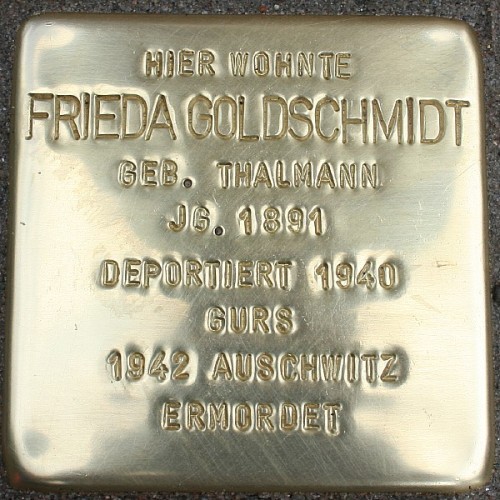 HIER WOHNTE
FRIEDA GOLDSCHMIDT
GEB. THALMANN
JG. 1891
DEPORTIERT 1940
GURS
1942 AUSCHWITZ
ERMORDET